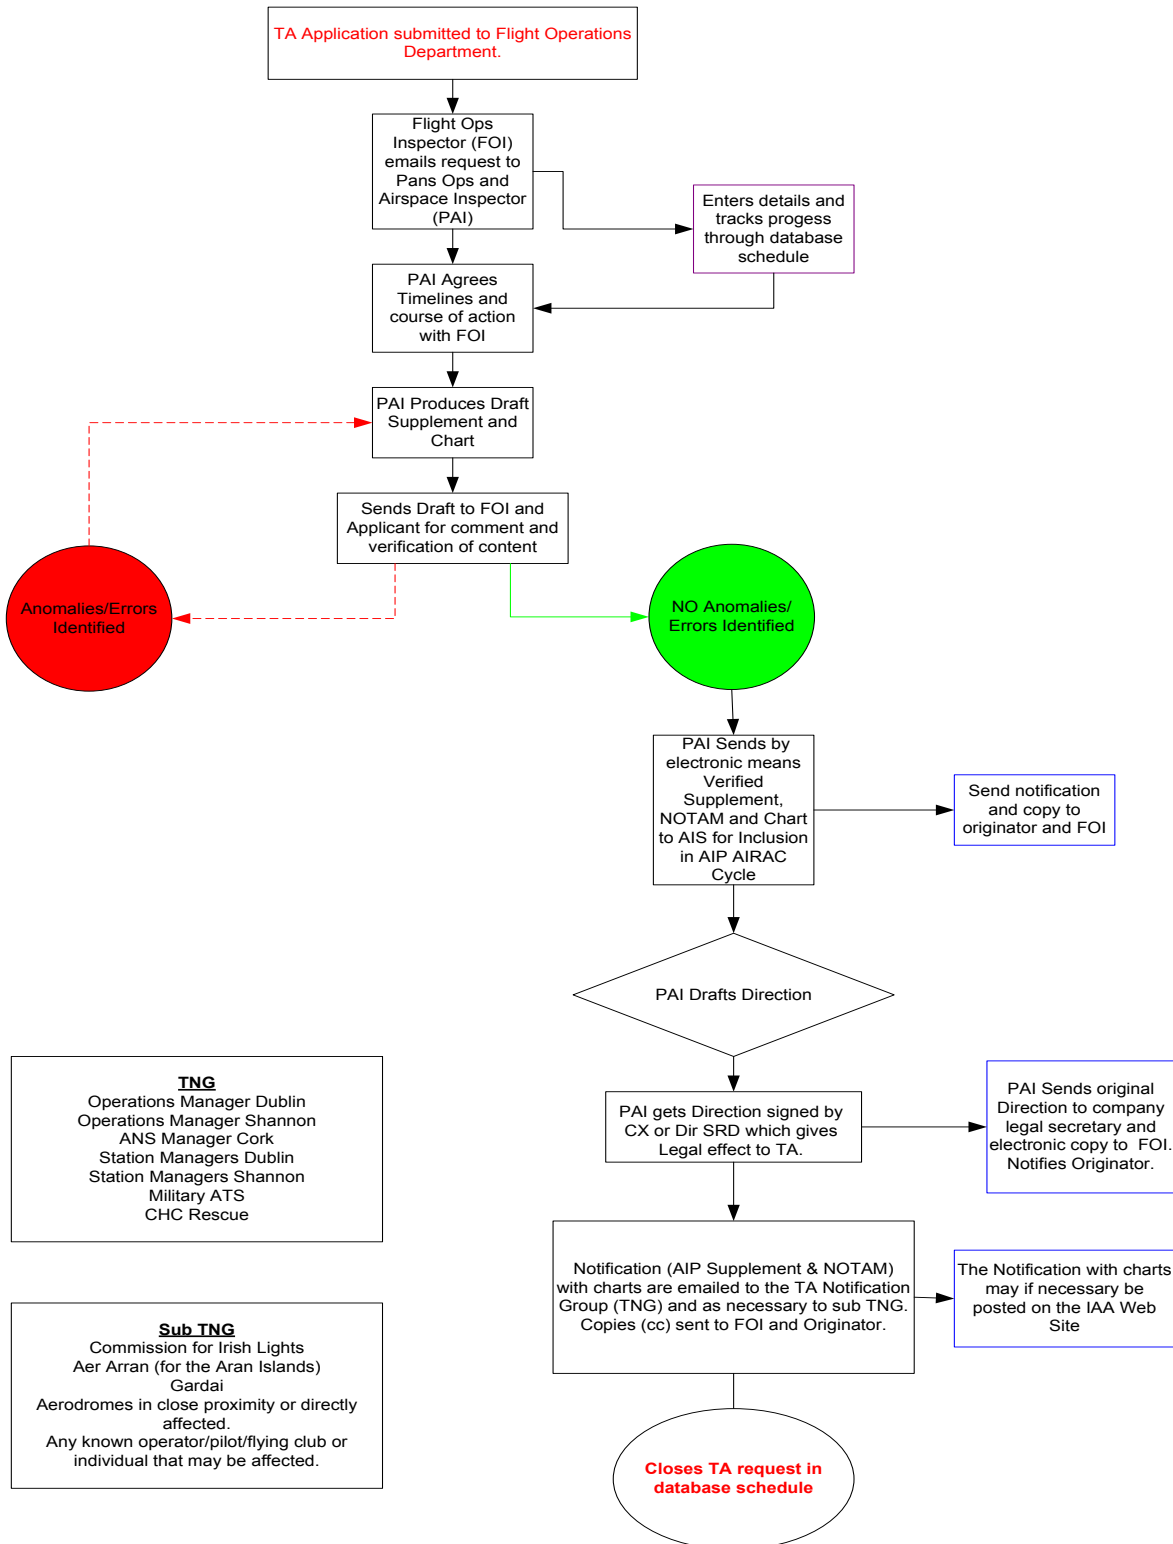 TA Application submitted to Flight Operations
Department.
Flight Ops
Inspector (FOI)
emails request to
Pans Ops and
Airspace Inspector
(PAI)
Enters details and
tracks progess
through database
schedule
PAI Agrees
Timelines and
course of action
with FOI
PAI Produces Draft
Supplement and
Chart
Sends Draft to FOI and
Applicant for comment and
verification of content
Anomalies/Errors
Identified
NO Anomalies/
Errors Identified
PAI Sends by
electronic means
Verified
Supplement,
NOTAM and Chart
to AIS for Inclusion
in AIP AIRAC
Cycle
Send notification
and copy to
originator and FOI
PAI Drafts Direction
PAI gets Direction signed by
CX or Dir SRD which gives
Legal effect to TA.
PAI Sends original
Direction to company
legal secretary and
electronic copy to  FOI.
Notifies Originator.
Notification (AIP Supplement & NOTAM)
with charts are emailed to the TA Notification
Group (TNG) and as necessary to sub TNG.
Copies (cc) sent to FOI and Originator.
The Notification with charts
may if necessary be
posted on the IAA Web
Site
Closes TA request in
database schedule
TNG
Operations Manager Dublin
Operations Manager Shannon
ANS Manager Cork
Station Managers Dublin
Station Managers Shannon
Military ATS
CHC Rescue
Sub TNG
Commission for Irish Lights
Aer Arran (for the Aran Islands)
Gardai
Aerodromes in close proximity or directly
affected.
Any known operator/pilot/flying club or
individual that may be affected.